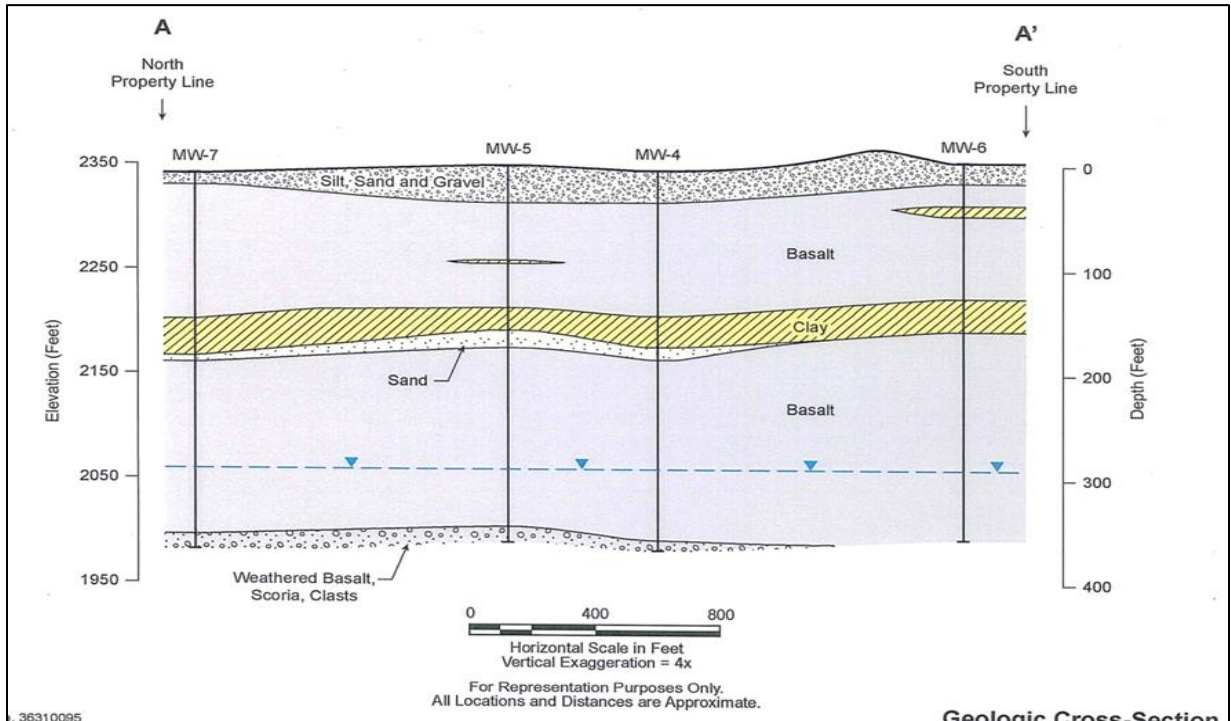 A
A'
North
Property Line
South
Property Line
MW-7
MW-5
MW-4
MW-6
2350
2250
2150
2050
1950
Elevation (Feet)
0
100
200
300
400
Depth (Feet)
Silt, Sand and Gravel
Basalt
Clay
Sand
Basalt
Weathered Basalt,
Scoria, Clasts
0 400 800
Horizontal Scale in Feet
Vertical Exaggeration = 4x
For Representation Purposes Only.
All Locations and Distances are Approximate.
. 36310095
Geologic Cross-Section